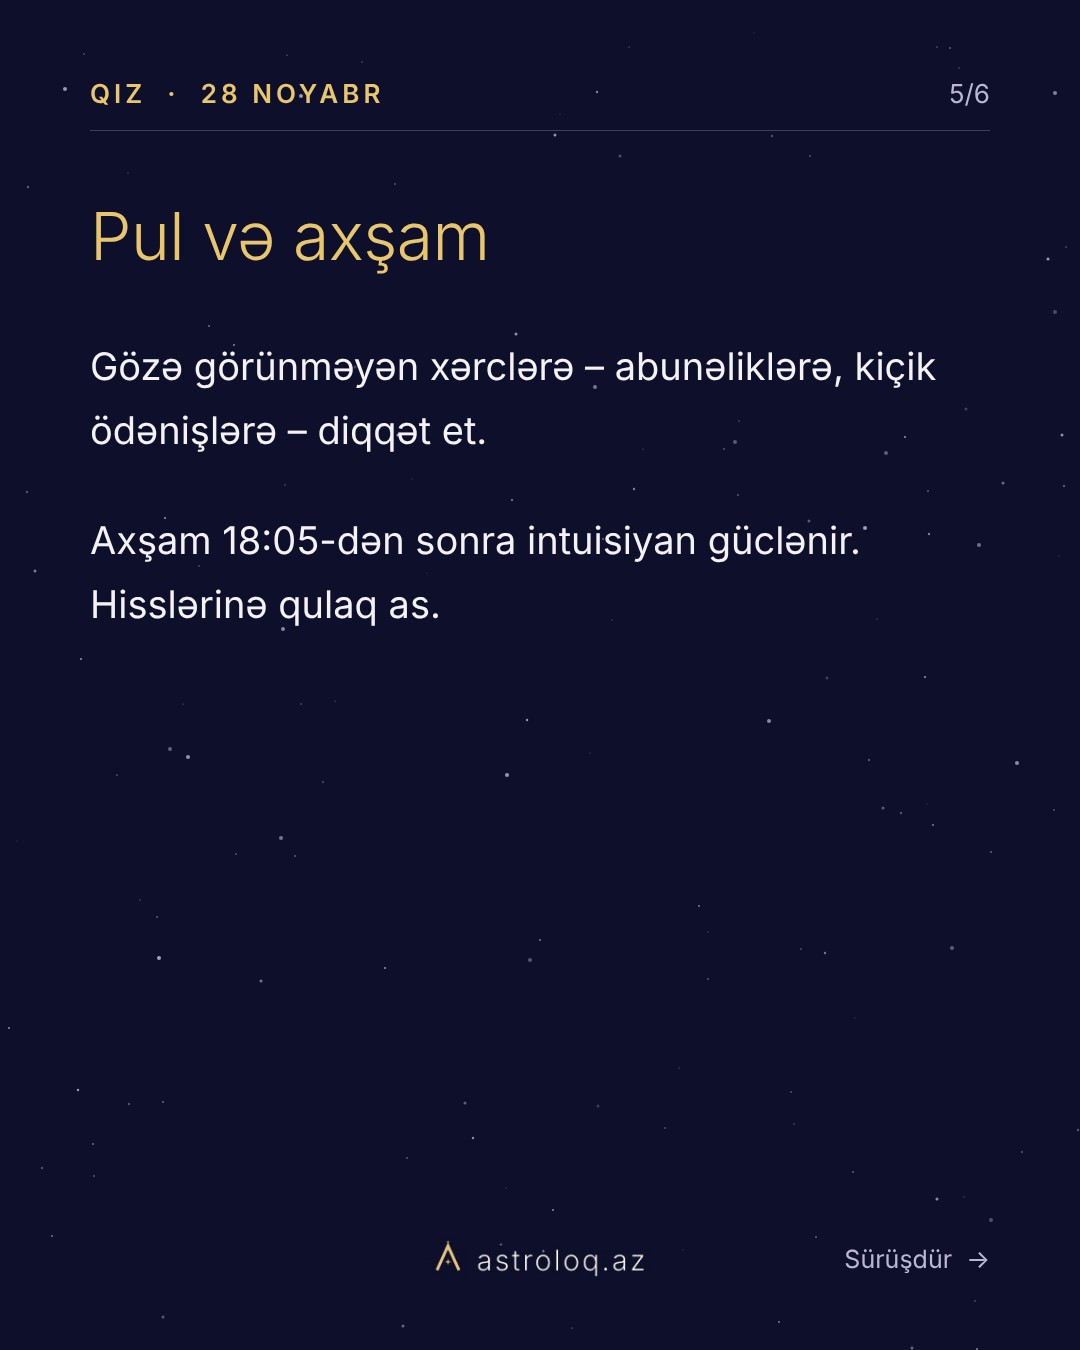 QIZ · 28 NOYABR
5/6
Pul və axşam
Gözə görünməyən xərclərə – abunəliklərə, kiçik
ödənişlərə – diqqət et.
Axşam 18:05-dən sonra intuisiyan güclənir.
Hisslərinə qulaq as.
astroloq.az
Sürüşdür →